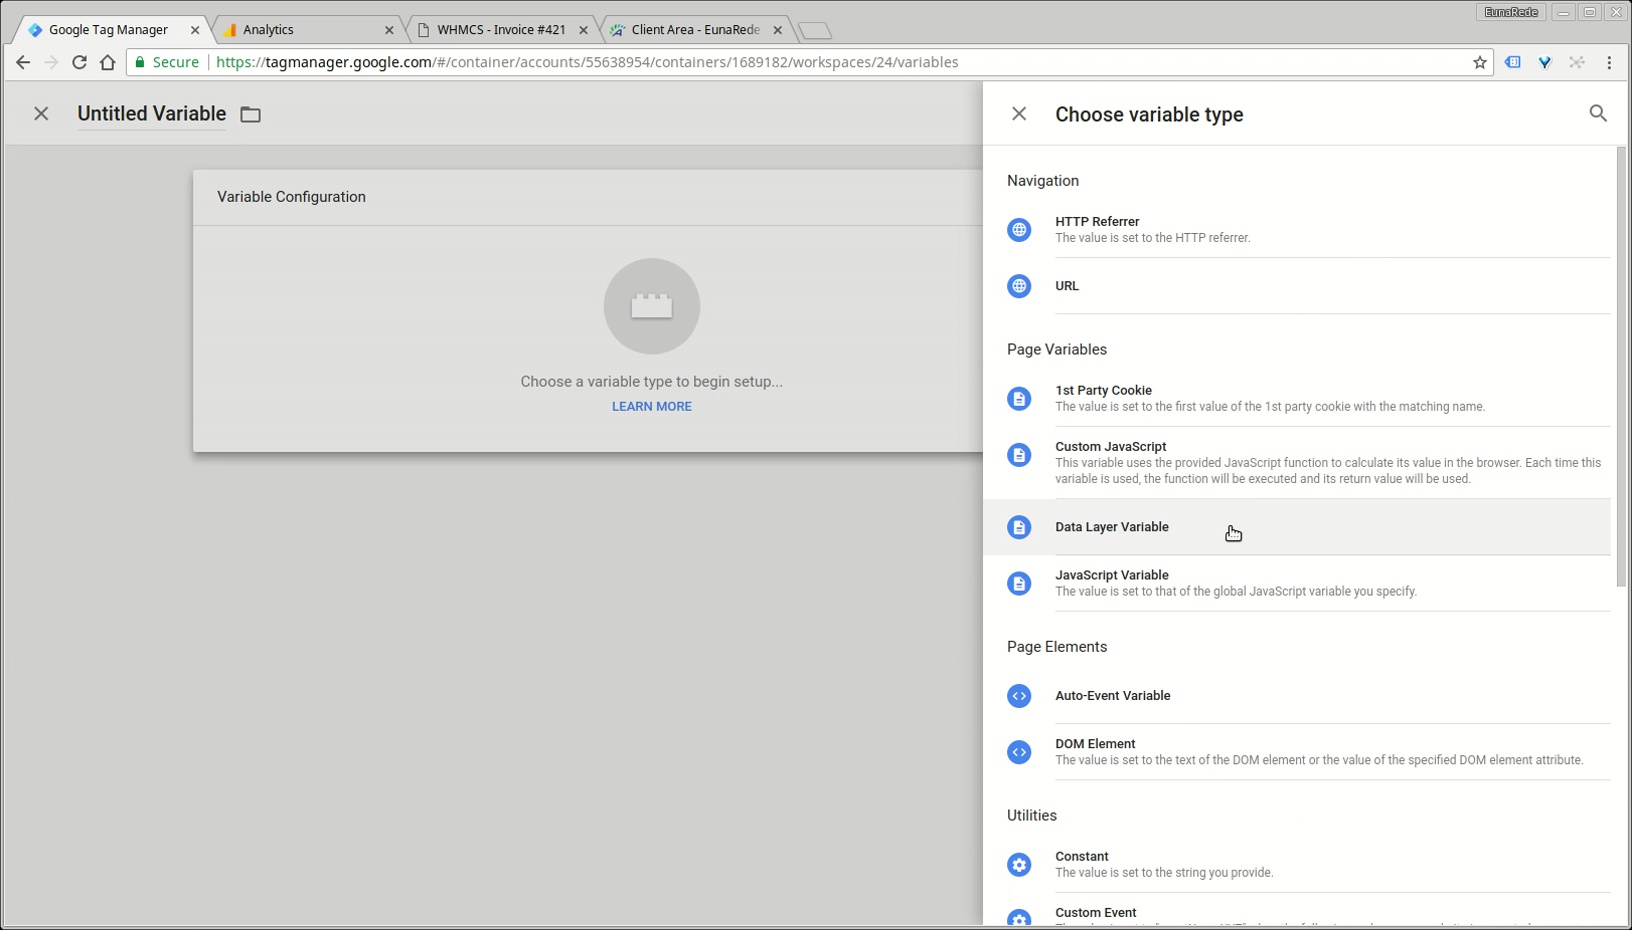 EunaRede
Google Tag Manager
Analytics
WHMCS - Invoice #421
Client Area - EunaRede
Secure
https://tagmanager.google.com/#/container/accounts/55638954/containers/1689182/workspaces/24/variables
Untitled Variable
Choose variable type
Variable Configuration
Choose a variable type to begin setup...
LEARN MORE
Navigation
HTTP Referrer
The value is set to the HTTP referrer.
URL
Page Variables
1st Party Cookie
The value is set to the first value of the 1st party cookie with the matching name.
Custom JavaScript
This variable uses the provided JavaScript function to calculate its value in the browser. Each time this
variable is used, the function will be executed and its return value will be used.
Data Layer Variable
JavaScript Variable
The value is set to that of the global JavaScript variable you specify.
Page Elements
Auto-Event Variable
DOM Element
The value is set to the text of the DOM element or the value of the specified DOM element attribute.
Utilities
Constant
The value is set to the string you provide.
Custom Event